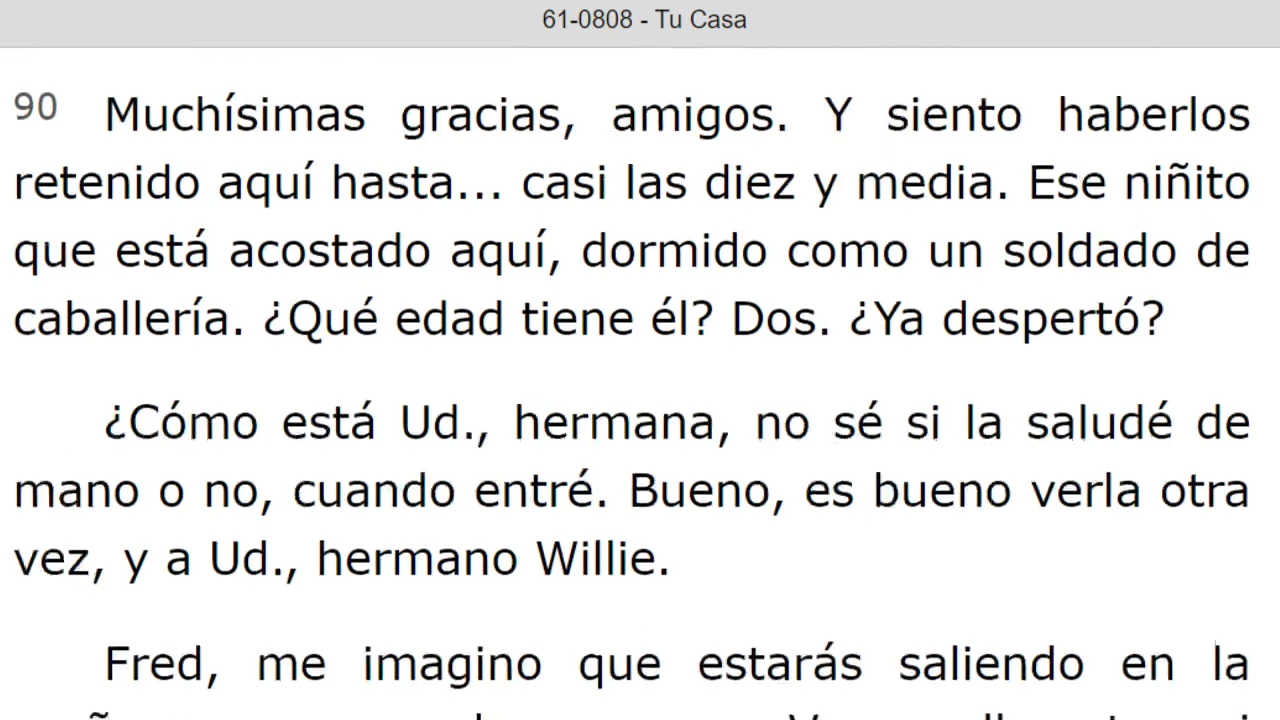 61-0808 - Tu Casa
90 Muchísimas gracias, amigos. Y siento haberlos
retenido aquí hasta... casi las diez y media. Ese niñito
que está acostado aquí, dormido como un soldado de
caballería. ¿Qué edad tiene él? Dos. ¿Ya despertó?
¿Cómo está Ud., hermana, no sé si la saludé de
mano o no, cuando entré. Bueno, es bueno verla otra
vez, y a Ud., hermano Willie.
Fred, me imagino que estarás saliendo en la